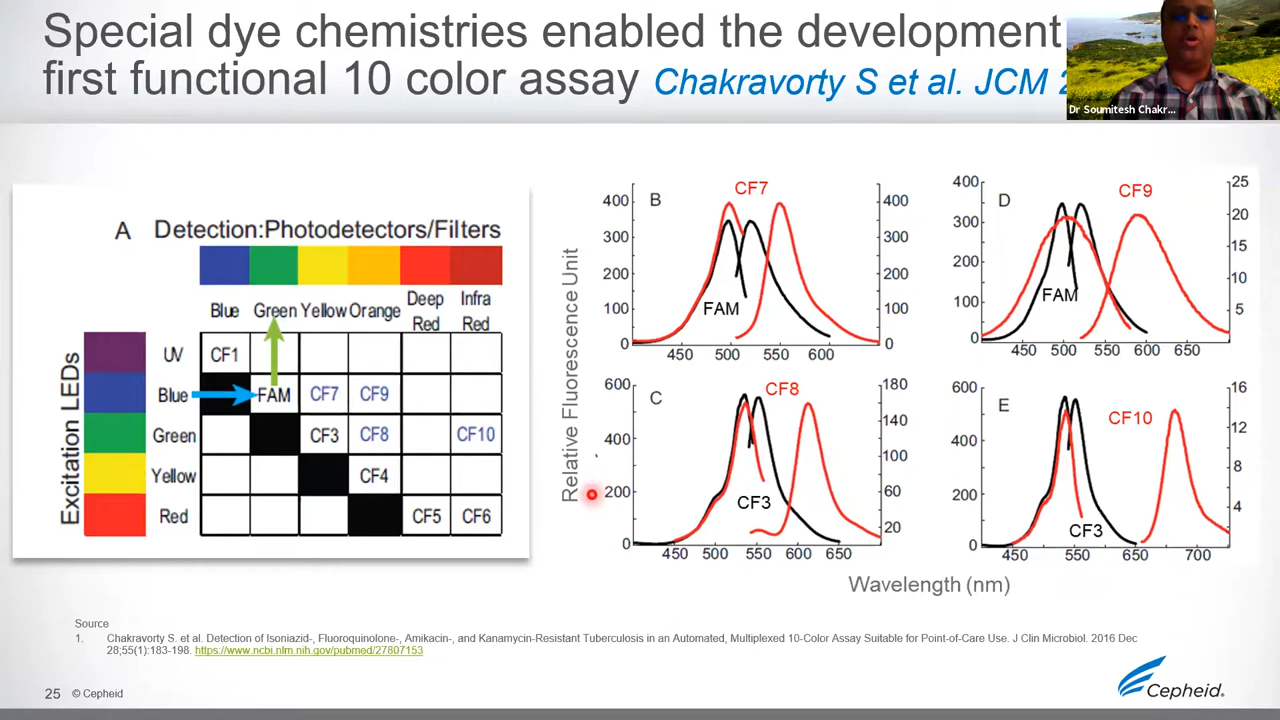 Special dye chemistries enabled the development
first functional 10 color assay Chakravorty S et al. JCM
Dr Soumitesh Chakr...
A Detection:Photodetectors/Filters
Blue Green Yellow Orange Deep Red Infra Red
Excitation LEDs
UV CF1
Blue FAM CF7 CF9
Green CF3 CF8 CF10
Yellow CF4
Red CF5 CF6
Relative Fluorescence Unit
B CF7
400 400
300 300
200 200
FAM
100 100
0 0
450 500 550 600
D CF9
400 25
300 20
200 15
FAM
10
100 5
0
450 500 550 600 650
C CF8
600 180
140
400 100
200 60
CF3
20
0
450 500 550 600 650
E CF10
600 16
12
400
8
200 4
CF3
0
450 550 650 700
Wavelength (nm)
Source
1. Chakravorty S. et al. Detection of Isoniazid-, Fluoroquinolone-, Amikacin-, and Kanamycin-Resistant Tuberculosis in an Automated, Multiplexed 10-Color Assay Suitable for Point-of-Care Use. J Clin Microbiol. 2016 Dec
28;55(1):183-198. https://www.ncbi.nlm.nih.gov/pubmed/27807153
25 © Cepheid
Cepheid.